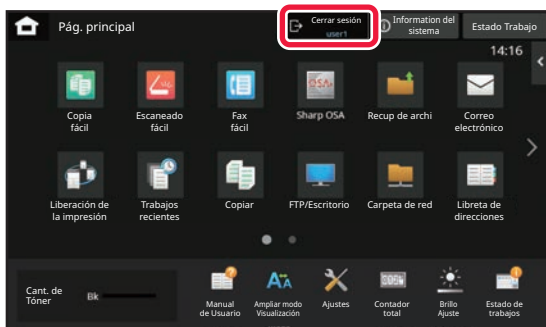 Pág. principal
Cerrar sesión
user1
Information del
sistema
Estado Trabajo
14:16
Copia
fácil
Escaneado
fácil
Fax
fácil
OSA
Sharp OSA
Recup de archi
Correo
electrónico
Liberación de
la impresión
Trabajos
recientes
Copiar
FTP/Escritorio
Carpeta de red
Libreta de
direcciones
Cant. de
Tóner
Bk
Manual
de Usuario
Ampliar modo
Visualización
Ajustes
Contador
total
Brillo
Ajuste
Estado de
trabajos